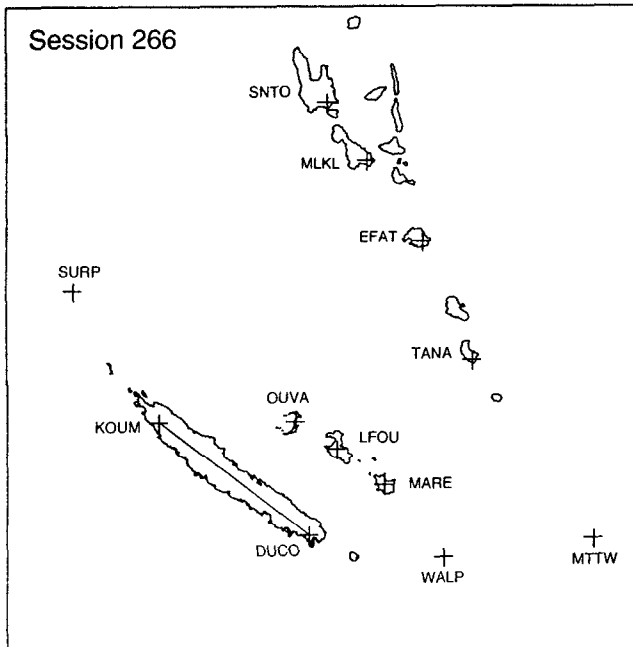 Session 266
SNTO
MLKL
EFAT
SURP
TANA
OUVA
KOUM
LFOU
MARE
DUCO
WALP
MTTW